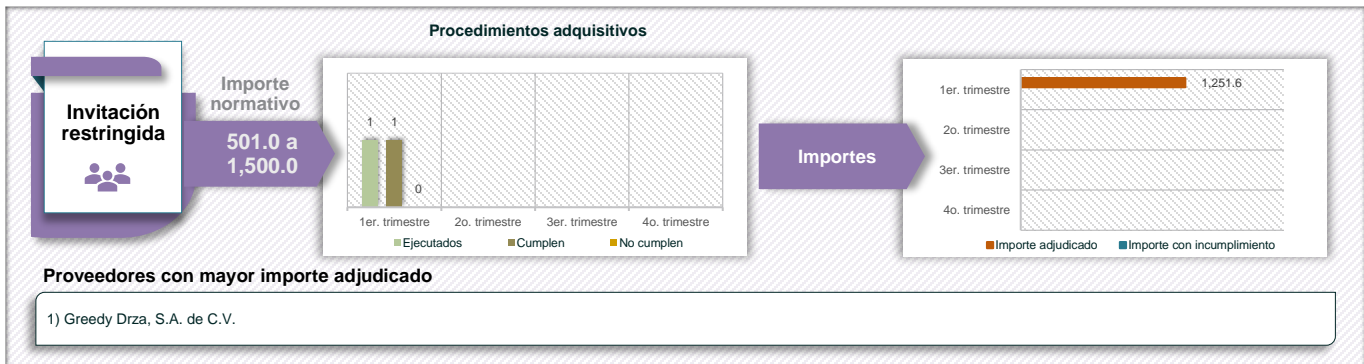 Procedimientos adquisitivos
Invitación
restringida
Importe
normativo
501.0 a
1,500.0
1 1
0
1er. trimestre 2o. trimestre 3er. trimestre 4o. trimestre
Ejecutados Cumplen No cumplen
Importes
1er. trimestre 1,251.6
2o. trimestre
3er. trimestre
4o. trimestre
Importe adjudicado Importe con incumplimiento
Proveedores con mayor importe adjudicado
1) Greedy Drza, S.A. de C.V.